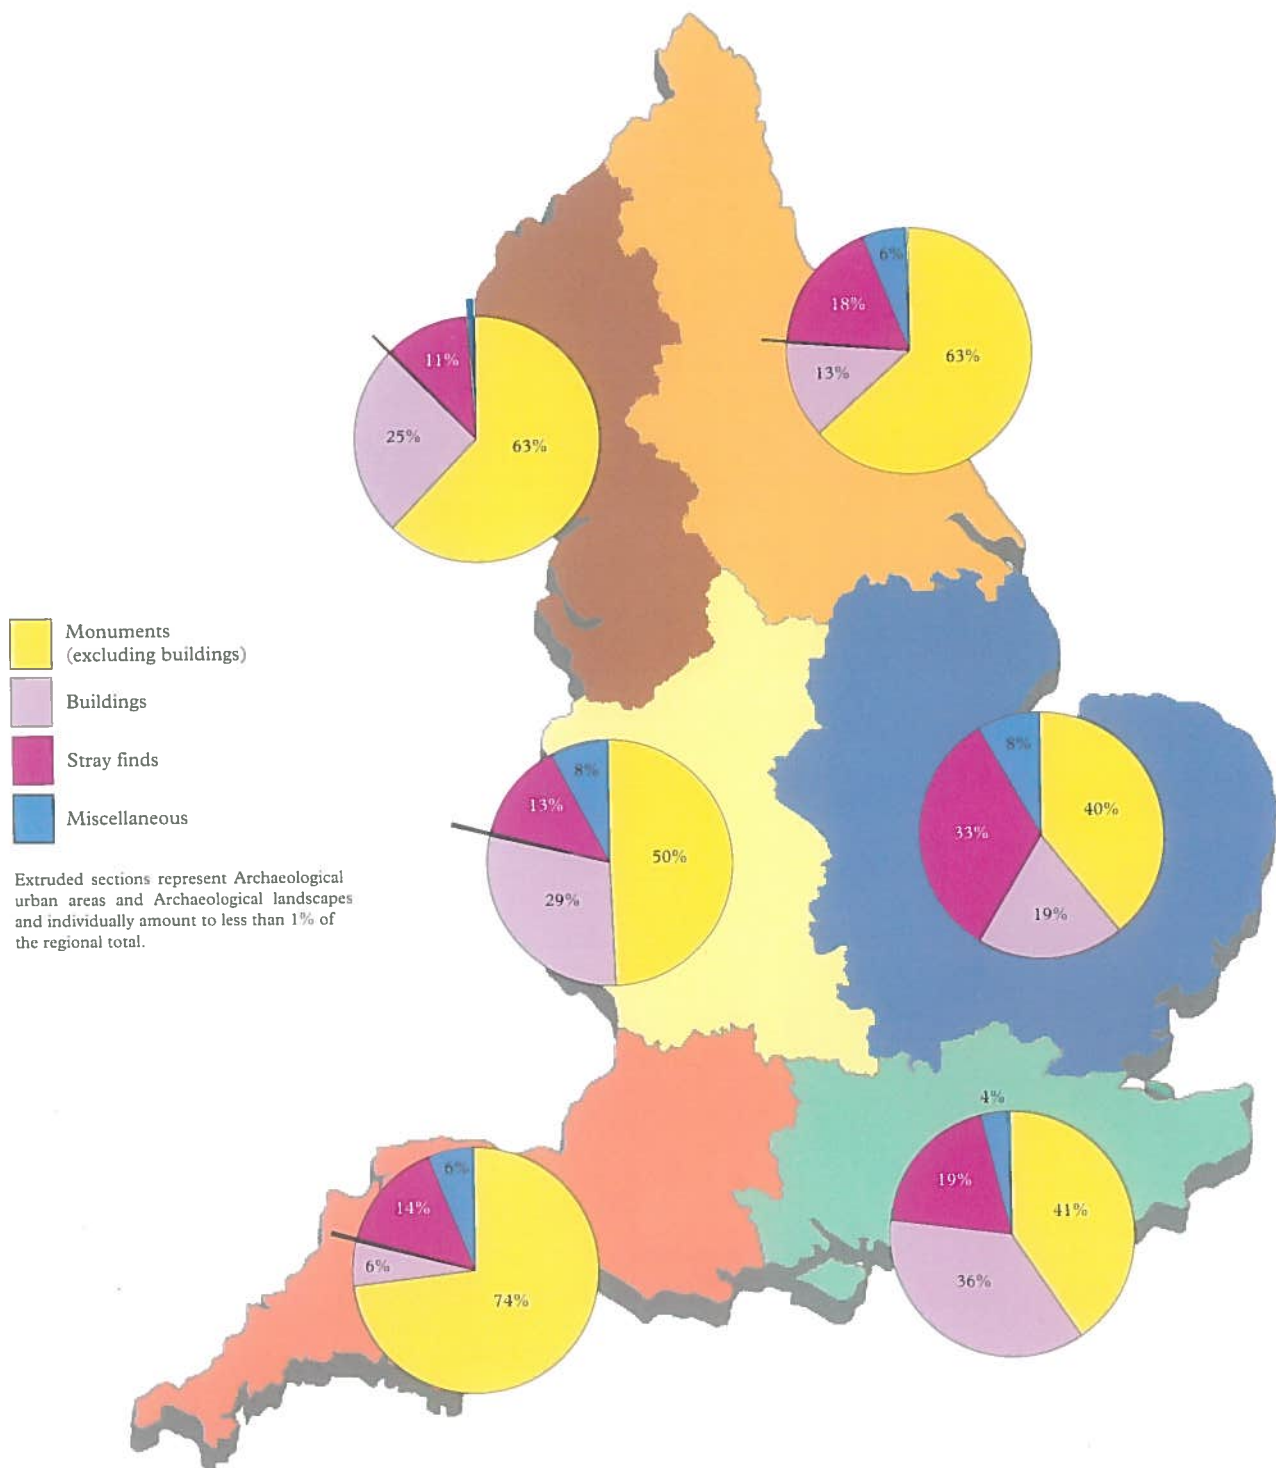 6%
18%
63%
13%
11%
25%
63%
Monuments
(excluding buildings)
Buildings
Stray finds
Miscellaneous
Extruded sections represent Archaeological
urban areas and Archaeological landscapes
and individually amount to less than 1% of
the regional total.
8%
13%
50%
29%
8%
40%
33%
19%
4%
19%
41%
36%
6%
14%
6%
74%